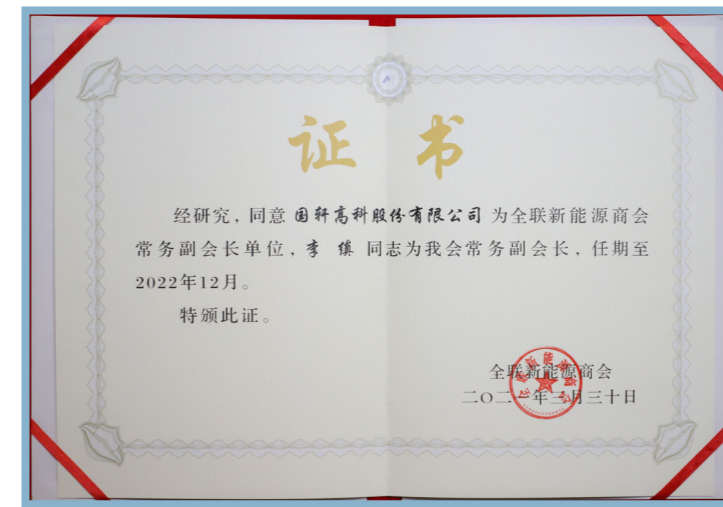 证书
经研究，同意 国轩高科股份有限公司 为全联新能源商会
常务副会长单位，李 缜 同志为我会常务副会长，任期至
2022年12月。
特颁此证。
全联新能源商会
二〇二一年三月三十日